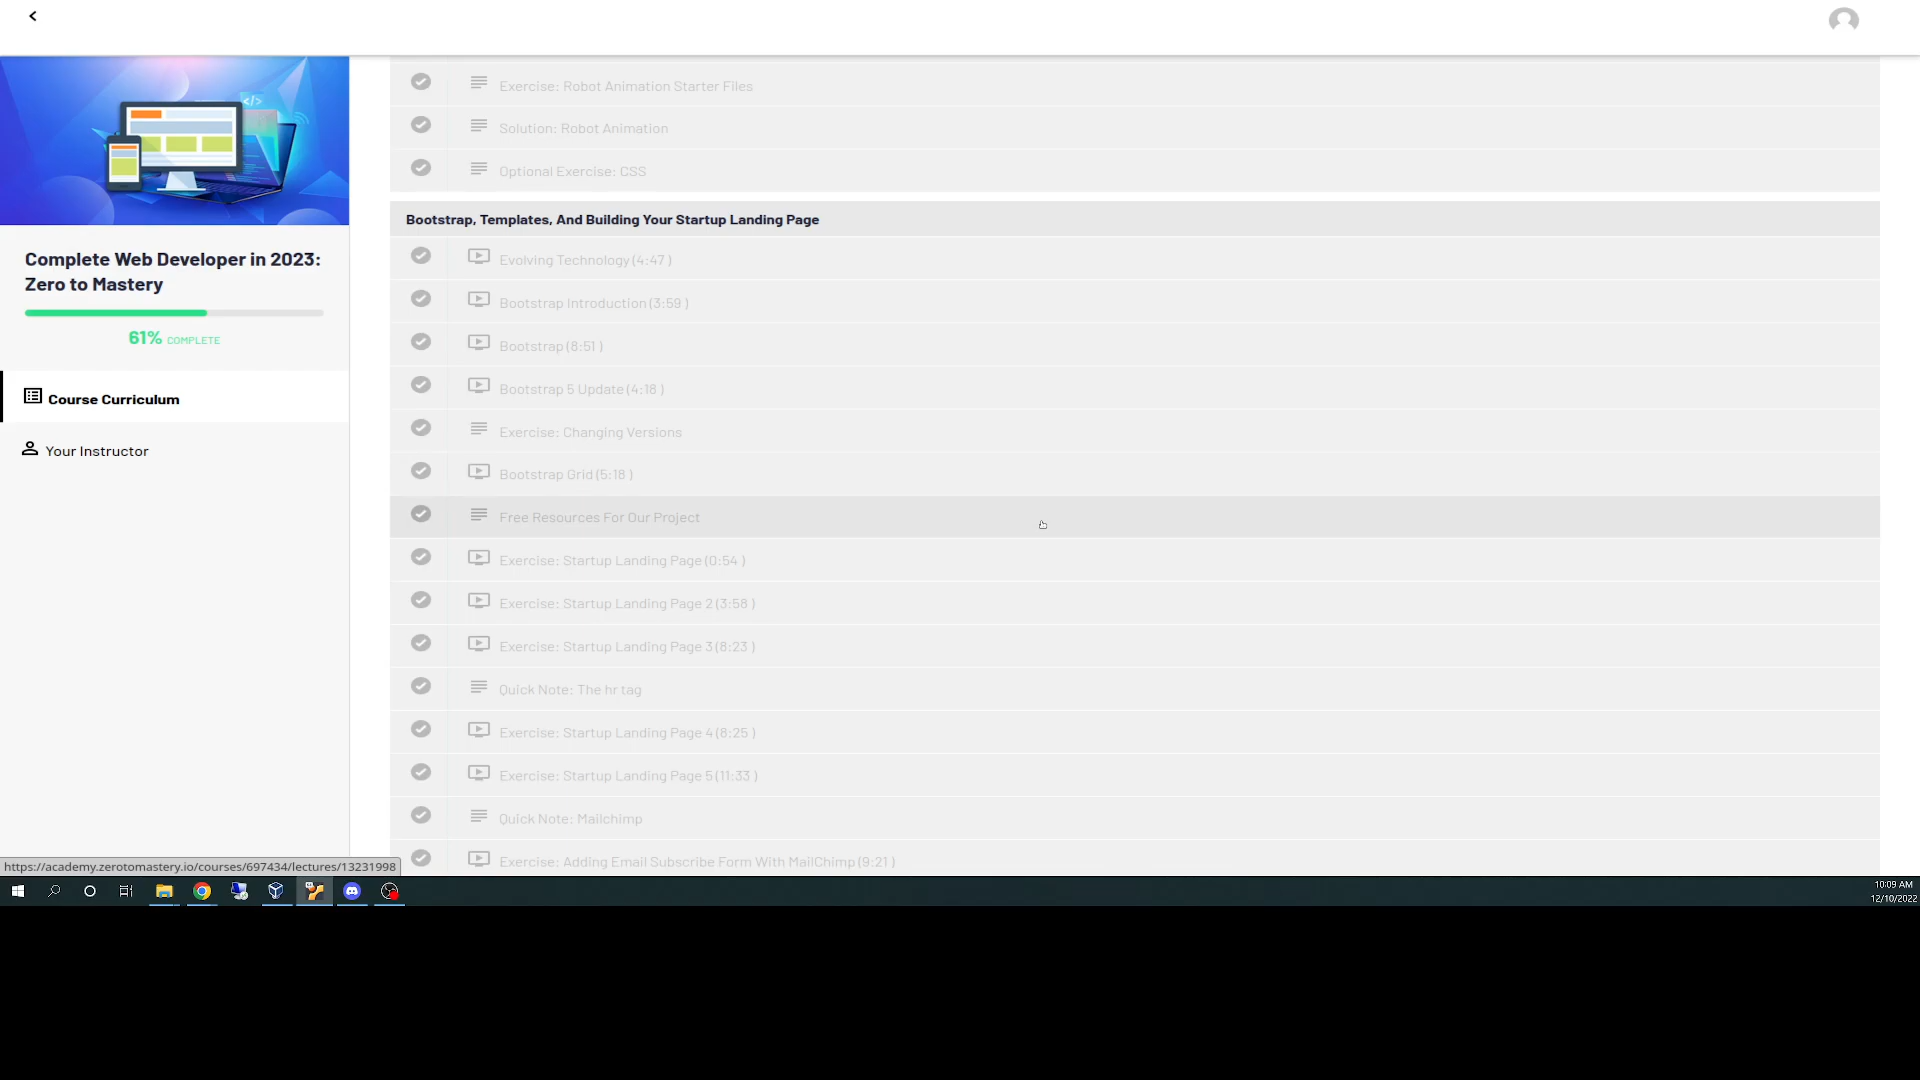 Complete Web Developer in 2023:
Zero to Mastery
61% COMPLETE
Course Curriculum
Your Instructor
Exercise: Robot Animation Starter Files
Solution: Robot Animation
Optional Exercise: CSS
Bootstrap, Templates, And Building Your Startup Landing Page
Evolving Technology (4:47 )
Bootstrap Introduction (3:59 )
Bootstrap (8:51 )
Bootstrap 5 Update (4:18 )
Exercise: Changing Versions
Bootstrap Grid (5:18 )
Free Resources For Our Project
Exercise: Startup Landing Page (0:54 )
Exercise: Startup Landing Page 2 (3:58 )
Exercise: Startup Landing Page 3 (8:23 )
Quick Note: The hr tag
Exercise: Startup Landing Page 4 (8:25 )
Exercise: Startup Landing Page 5 (11:33 )
Quick Note: Mailchimp
Exercise: Adding Email Subscribe Form With MailChimp (9:21 )
https://academy.zerotomastery.io/courses/697434/lectures/13231998
10:09 AM
12/10/2022